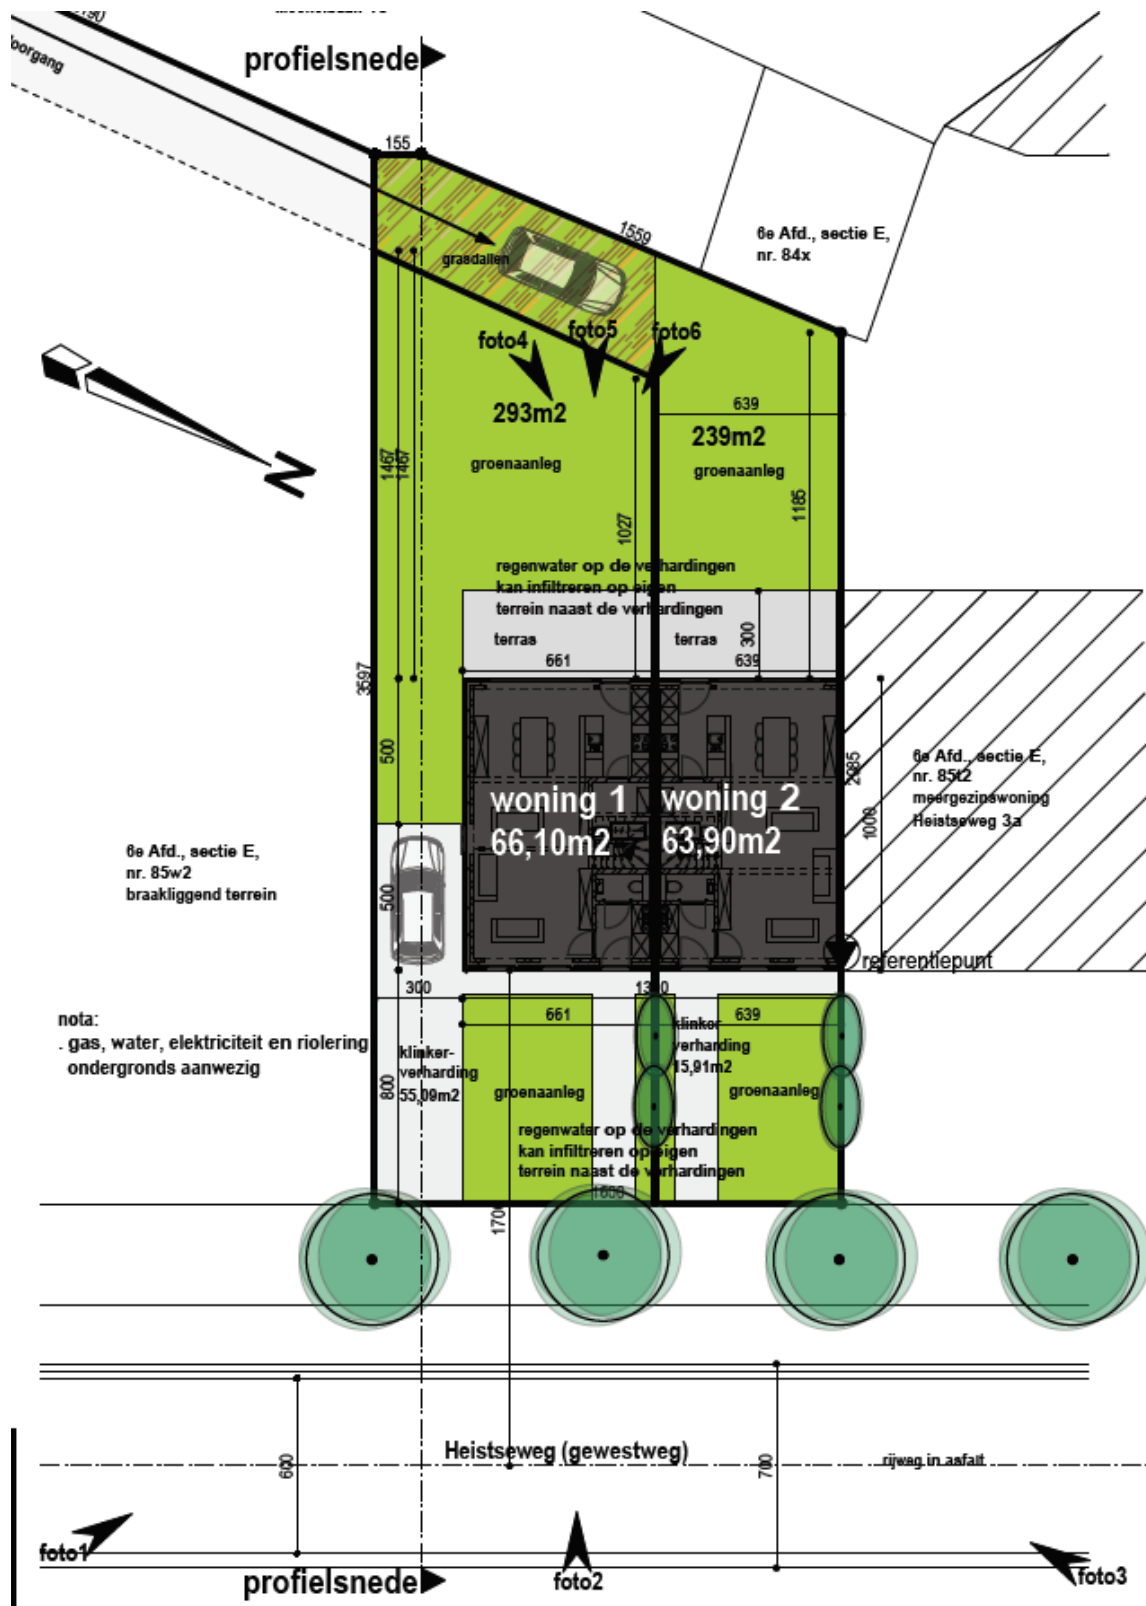 profielsnede
155
1559
6e Afd., sectie E,
nr. 84x
grasdallen
foto4
foto5
foto6
293m2
639
239m2
groenaanleg
groenaanleg
1467
1467
1027
1185
N
regenwater op de verhardingen
kan infiltreren op eigen
terrein naast de verhardingen
terras
terras
300
661
639
3597
500
woning 1
66,10m2
woning 2
63,90m2
2985
1000
6e Afd., sectie E,
nr. 85t2
meergezinswoning
Heistseweg 3a
6e Afd., sectie E,
nr. 85w2
braakliggend terrein
500
referentiepunt
300
661
639
nota:
. gas, water, elektriciteit en riolering
ondergronds aanwezig
klinker-
verharding
55,09m2
klinker
verharding
15,91m2
800
groenaanleg
groenaanleg
regenwater op de verhardingen
kan infiltreren op eigen
terrein naast de verhardingen
1700
Heistseweg (gewestweg)
600
700
rijweg in asfalt
foto1
profielsnede
foto2
foto3